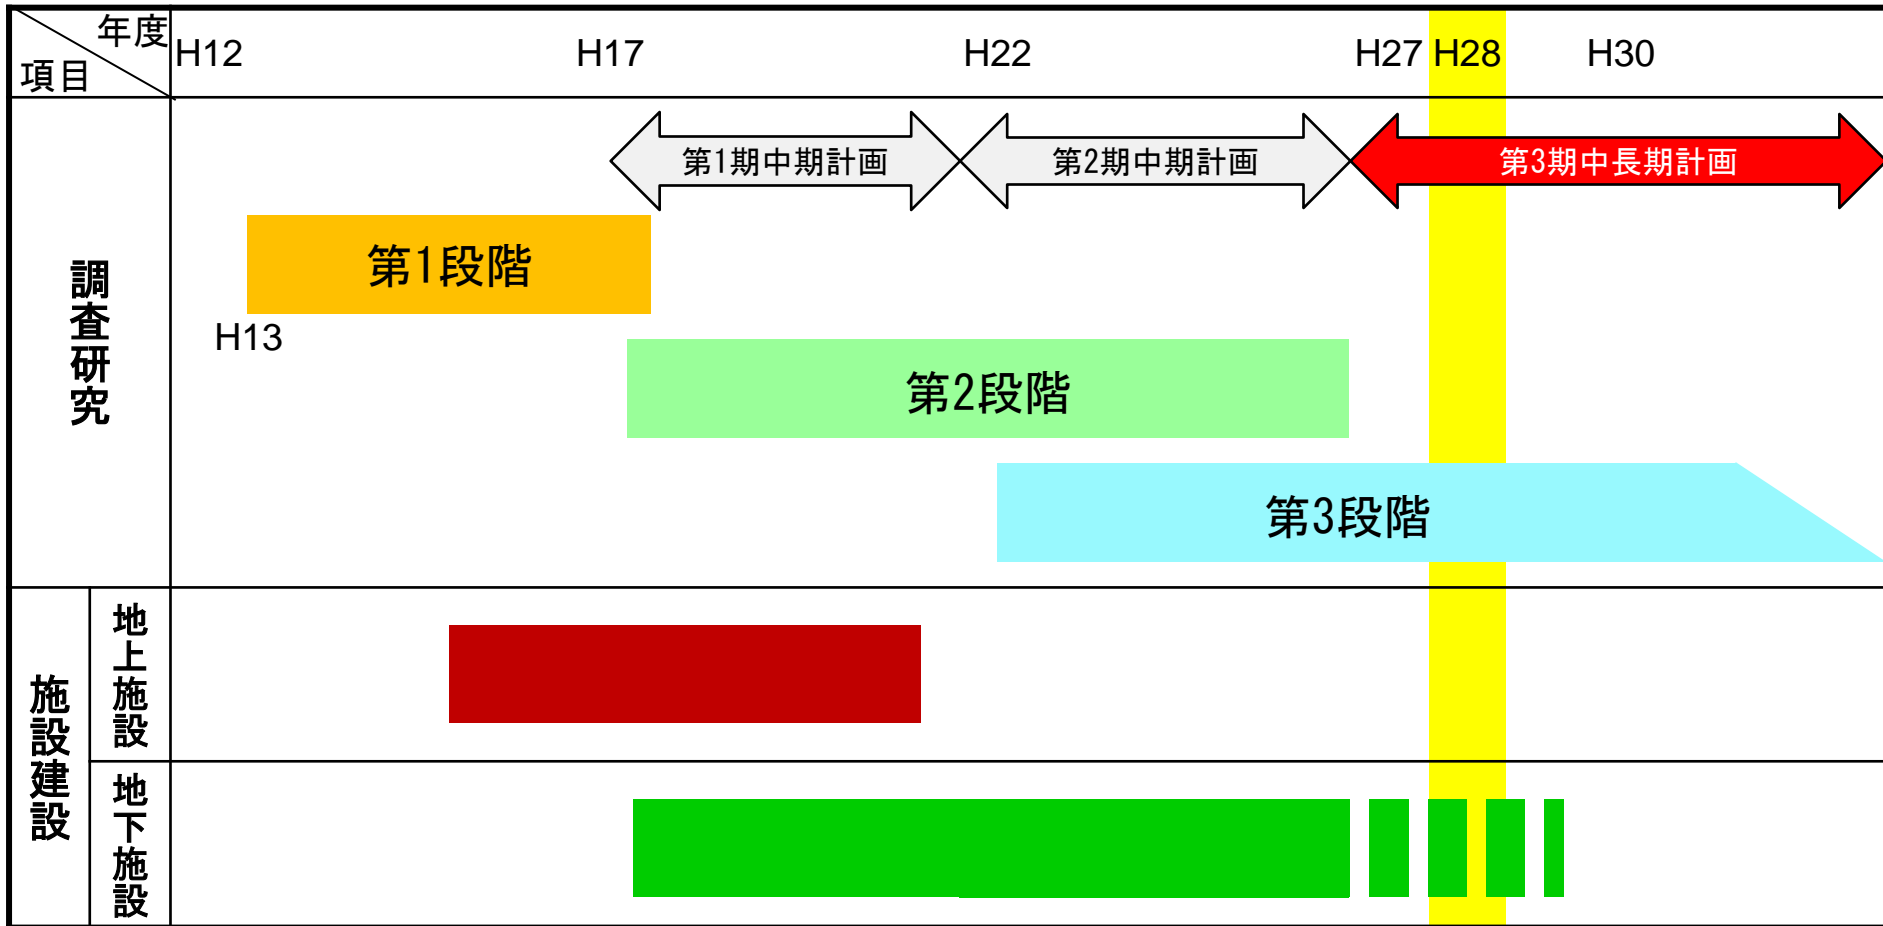 年度
項目
H12
H17
H22
H27
H28
H30
調査研究
第1期中期計画
第2期中期計画
第3期中長期計画
第1段階
H13
第2段階
第3段階
施設建設
地上施設
地下施設